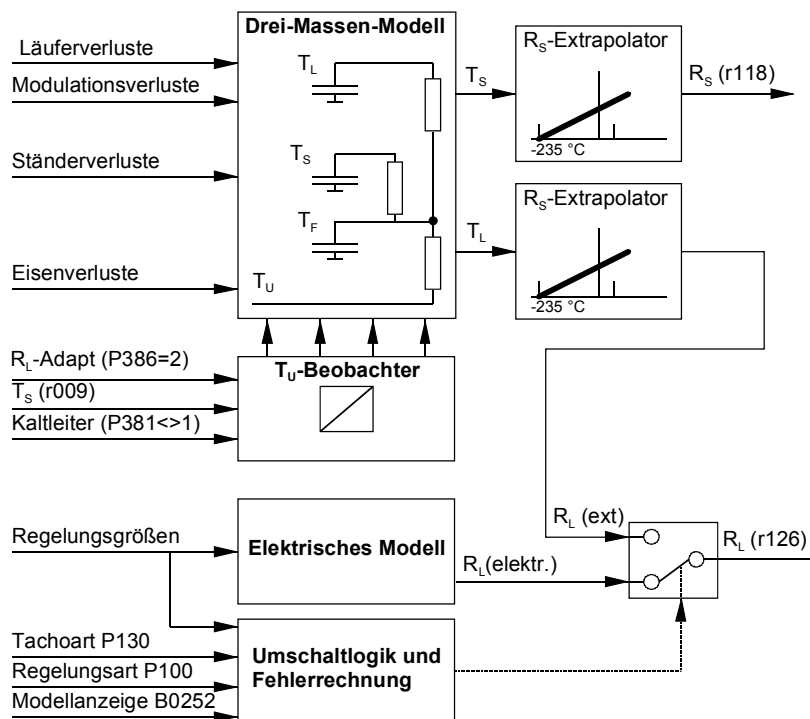 Drei-Massen-Modell
Läuferverluste
Modulationsverluste
Ständerverluste
Eisenverluste
T_L
T_S
T_F
T_U
T_S
R_S-Extrapolator
-235 °C
R_S (r118)
T_L
R_S-Extrapolator
-235 °C
R_L-Adapt (P386=2)
T_S (r009)
Kaltleiter (P381<>1)
T_U-Beobachter
Regelungsgrößen
Elektrisches Modell
R_L (ext)
R_L(elektr.)
R_L (r126)
Tachoart P130
Regelungsart P100
Modellanzeige B0252
Umschaltlogik und
Fehlerrechnung